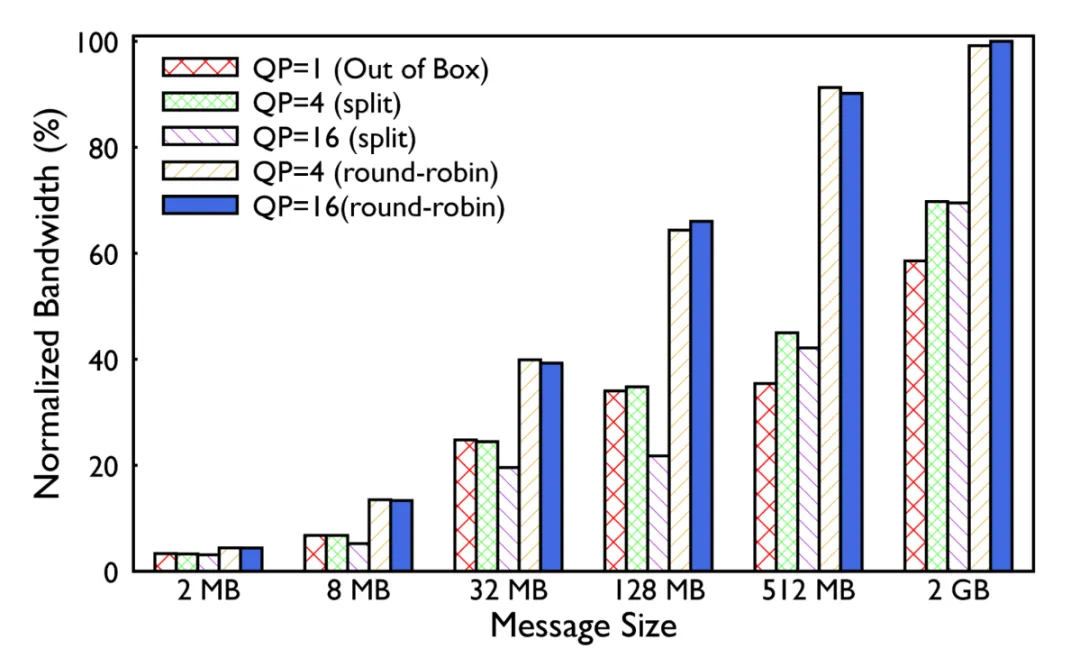 100
80
60
40
20
0
Normalized Bandwidth (%)
QP=1 (Out of Box)
QP=4 (split)
QP=16 (split)
QP=4 (round-robin)
QP=16(round-robin)
2 MB
8 MB
32 MB
128 MB
512 MB
2 GB
Message Size